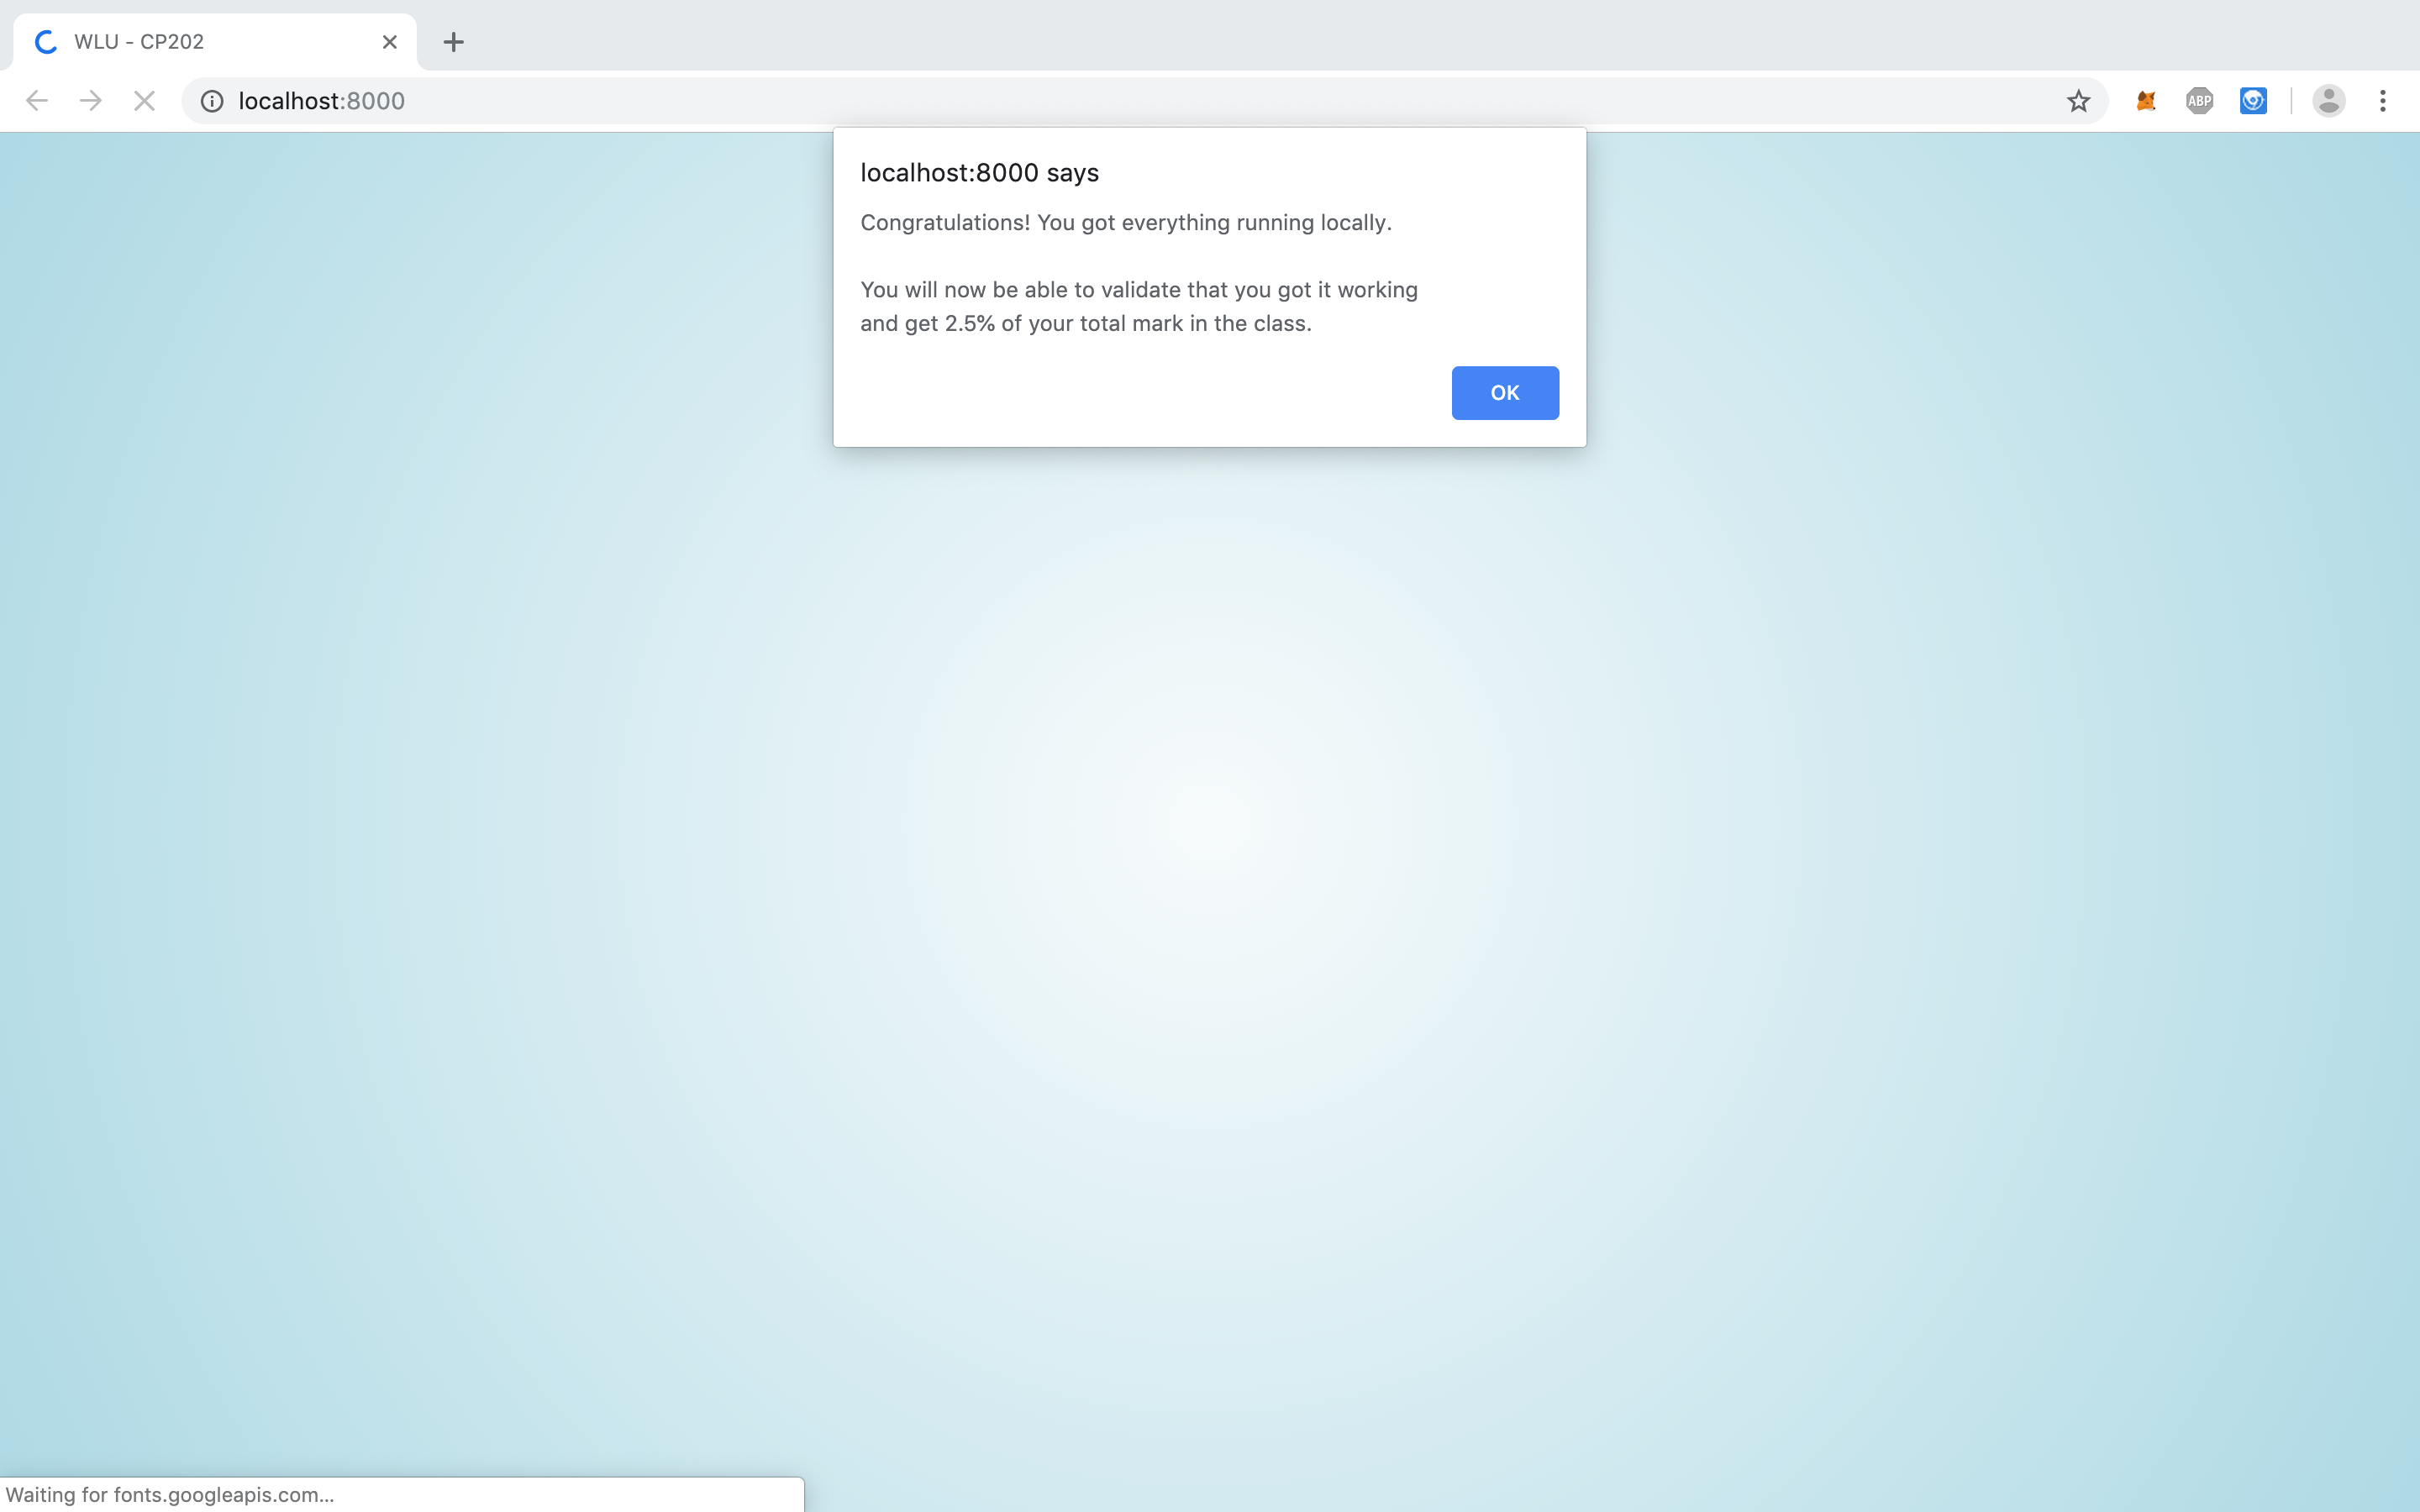 WLU - CP202
localhost:8000
ABP
localhost:8000 says
Congratulations! You got everything running locally.
You will now be able to validate that you got it working
and get 2.5% of your total mark in the class.
OK
Waiting for fonts.googleapis.com...